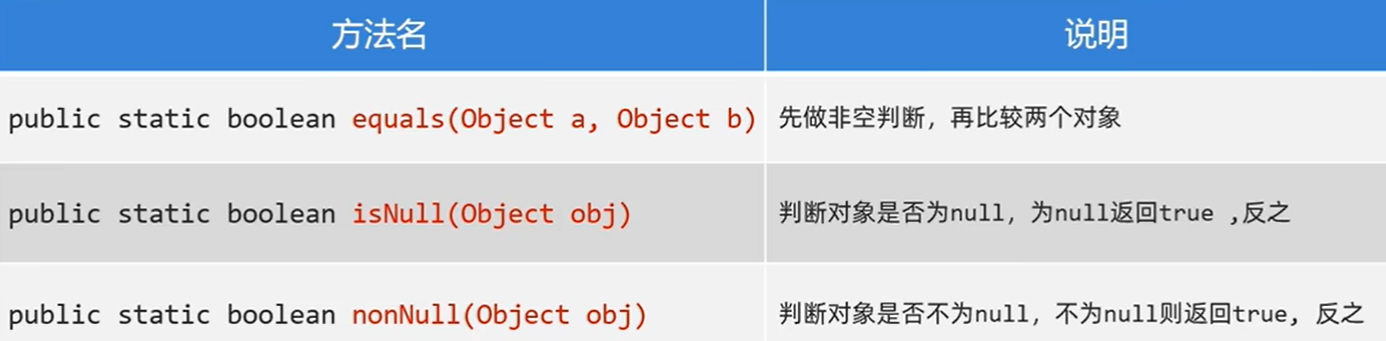 方法名 说明
public static boolean equals(Object a, Object b) 先做非空判断，再比较两个对象
public static boolean isNull(Object obj) 判断对象是否为null，为null返回true ,反之
public static boolean nonNull(Object obj) 判断对象是否不为null，不为null则返回true, 反之